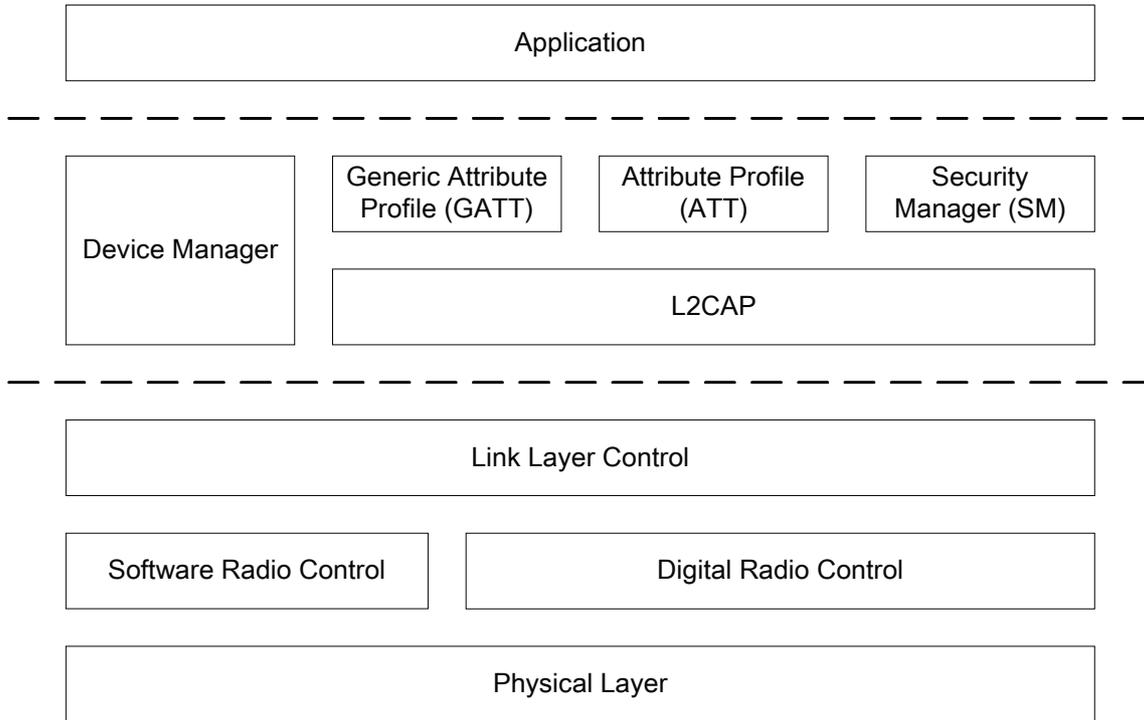 Application
Device Manager
Generic Attribute
Profile (GATT)
Attribute Profile
(ATT)
Security
Manager (SM)
L2CAP
Link Layer Control
Software Radio Control
Digital Radio Control
Physical Layer